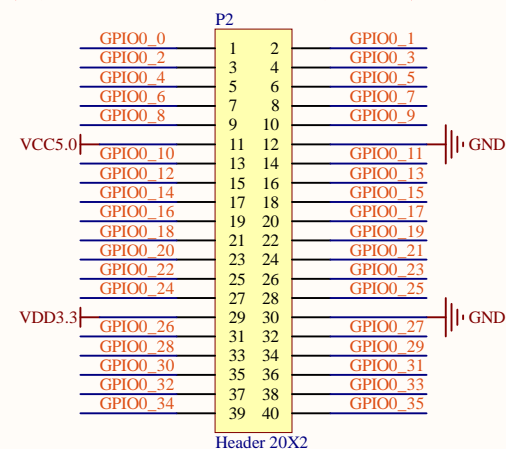 P2
GPIO0_0 1 2 GPIO0_1
GPIO0_2 3 4 GPIO0_3
GPIO0_4 5 6 GPIO0_5
GPIO0_6 7 8 GPIO0_7
GPIO0_8 9 10 GPIO0_9
VCC5.0 11 12 GND
GPIO0_10 13 14 GPIO0_11
GPIO0_12 15 16 GPIO0_13
GPIO0_14 17 18 GPIO0_15
GPIO0_16 19 20 GPIO0_17
GPIO0_18 21 22 GPIO0_19
GPIO0_20 23 24 GPIO0_21
GPIO0_22 25 26 GPIO0_23
GPIO0_24 27 28 GPIO0_25
VDD3.3 29 30 GND
GPIO0_26 31 32 GPIO0_27
GPIO0_28 33 34 GPIO0_29
GPIO0_30 35 36 GPIO0_31
GPIO0_32 37 38 GPIO0_33
GPIO0_34 39 40 GPIO0_35
Header 20X2